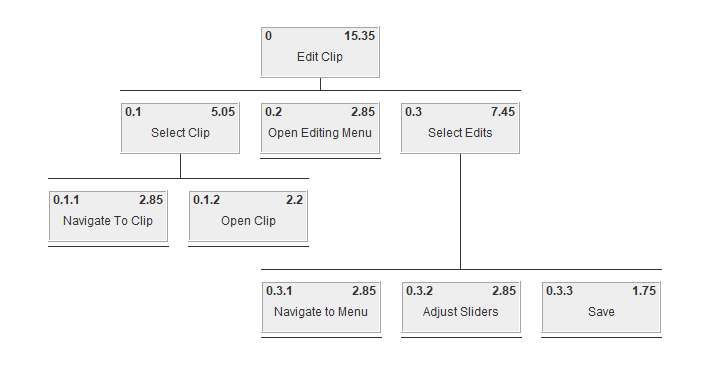 0 15.35
Edit Clip
0.1 5.05
Select Clip
0.2 2.85
Open Editing Menu
0.3 7.45
Select Edits
0.1.1 2.85
Navigate To Clip
0.1.2 2.2
Open Clip
0.3.1 2.85
Navigate to Menu
0.3.2 2.85
Adjust Sliders
0.3.3 1.75
Save